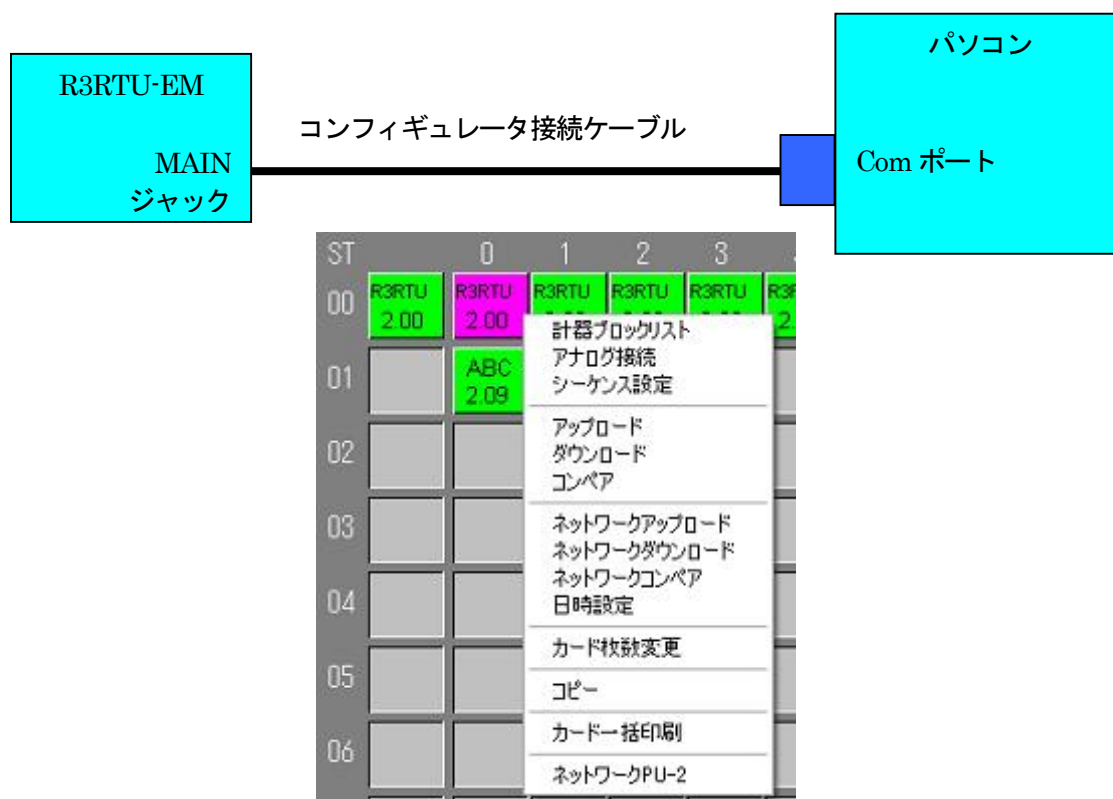 R3RTU-EM
MAIN
ジャック
コンフィギュレータ接続ケーブル
パソコン
Com ポート
ST 0 1 2 3
00 R3RTU R3RTU R3RTU R3RTU R3RTU
2.00 2.00
計器ブロックリスト
アナログ接続
シーケンス設定
01 ABC
2.09
アップロード
ダウンロード
コンペア
02
03
ネットワークアップロード
ネットワークダウンロード
ネットワークコンペア
日時設定
04
カード枚数変更
05
コピー
カード一括印刷
06
ネットワークPU-2